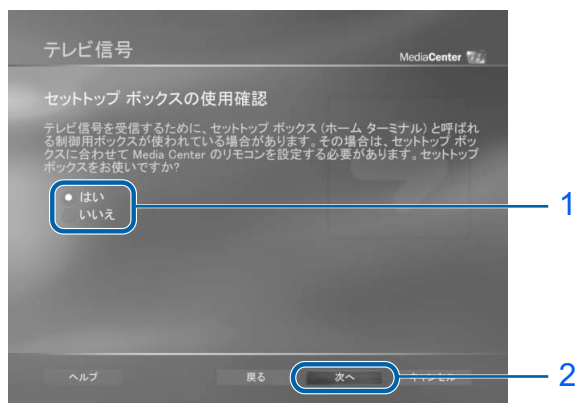 テレビ信号
MediaCenter
セットトップ ボックスの使用確認
テレビ信号を受信するために、セットトップ ボックス (ホーム ターミナル) と呼ばれ
る制御用ボックスが使われている場合があります。その場合は、セットトップ ボッ
クスに合わせて Media Center のリモコンを設定する必要があります。セットトップ
ボックスをお使いですか?
はい
いいえ
1
ヘルプ
戻る
次へ
キャンセル
2